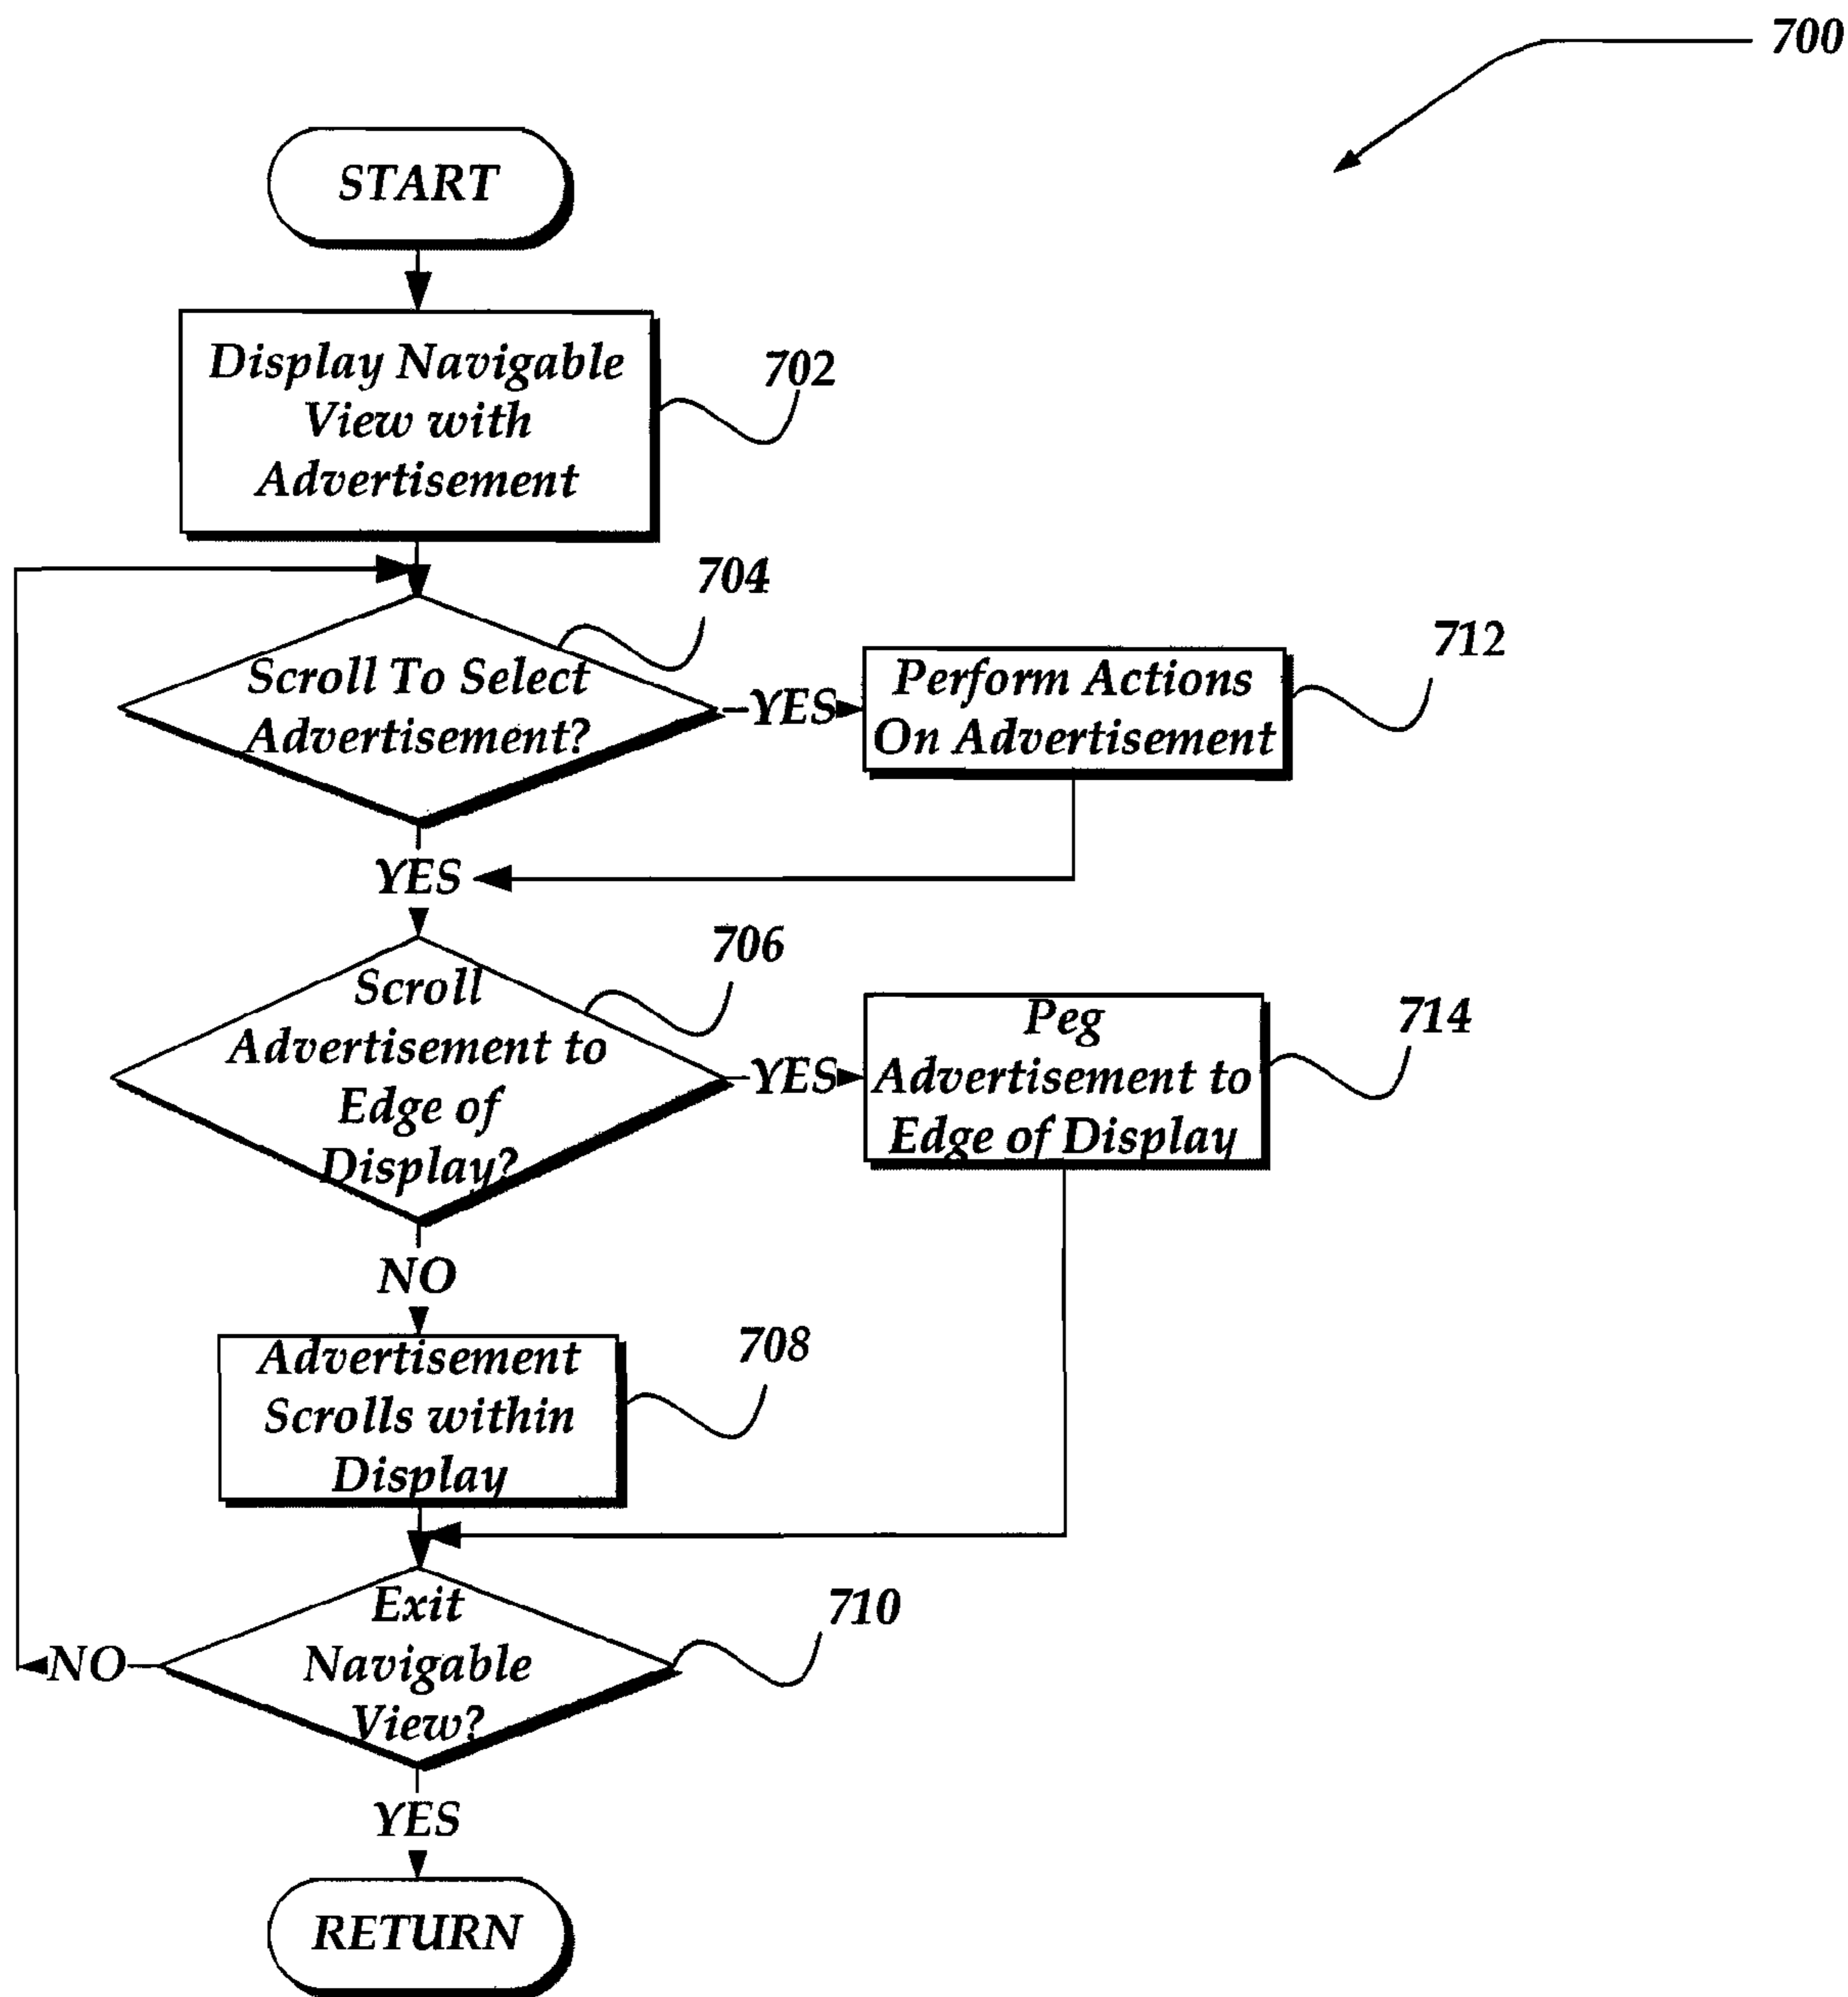 700
START
Display Navigable
View with
Advertisement
702
704
Scroll To Select
Advertisement?
YES
Perform Actions
On Advertisement
712
YES
706
Scroll
Advertisement to
Edge of
Display?
YES
Peg
Advertisement to
Edge of Display
714
NO
Advertisement
Scrolls within
Display
708
Exit
Navigable
View?
710
NO
YES
RETURN